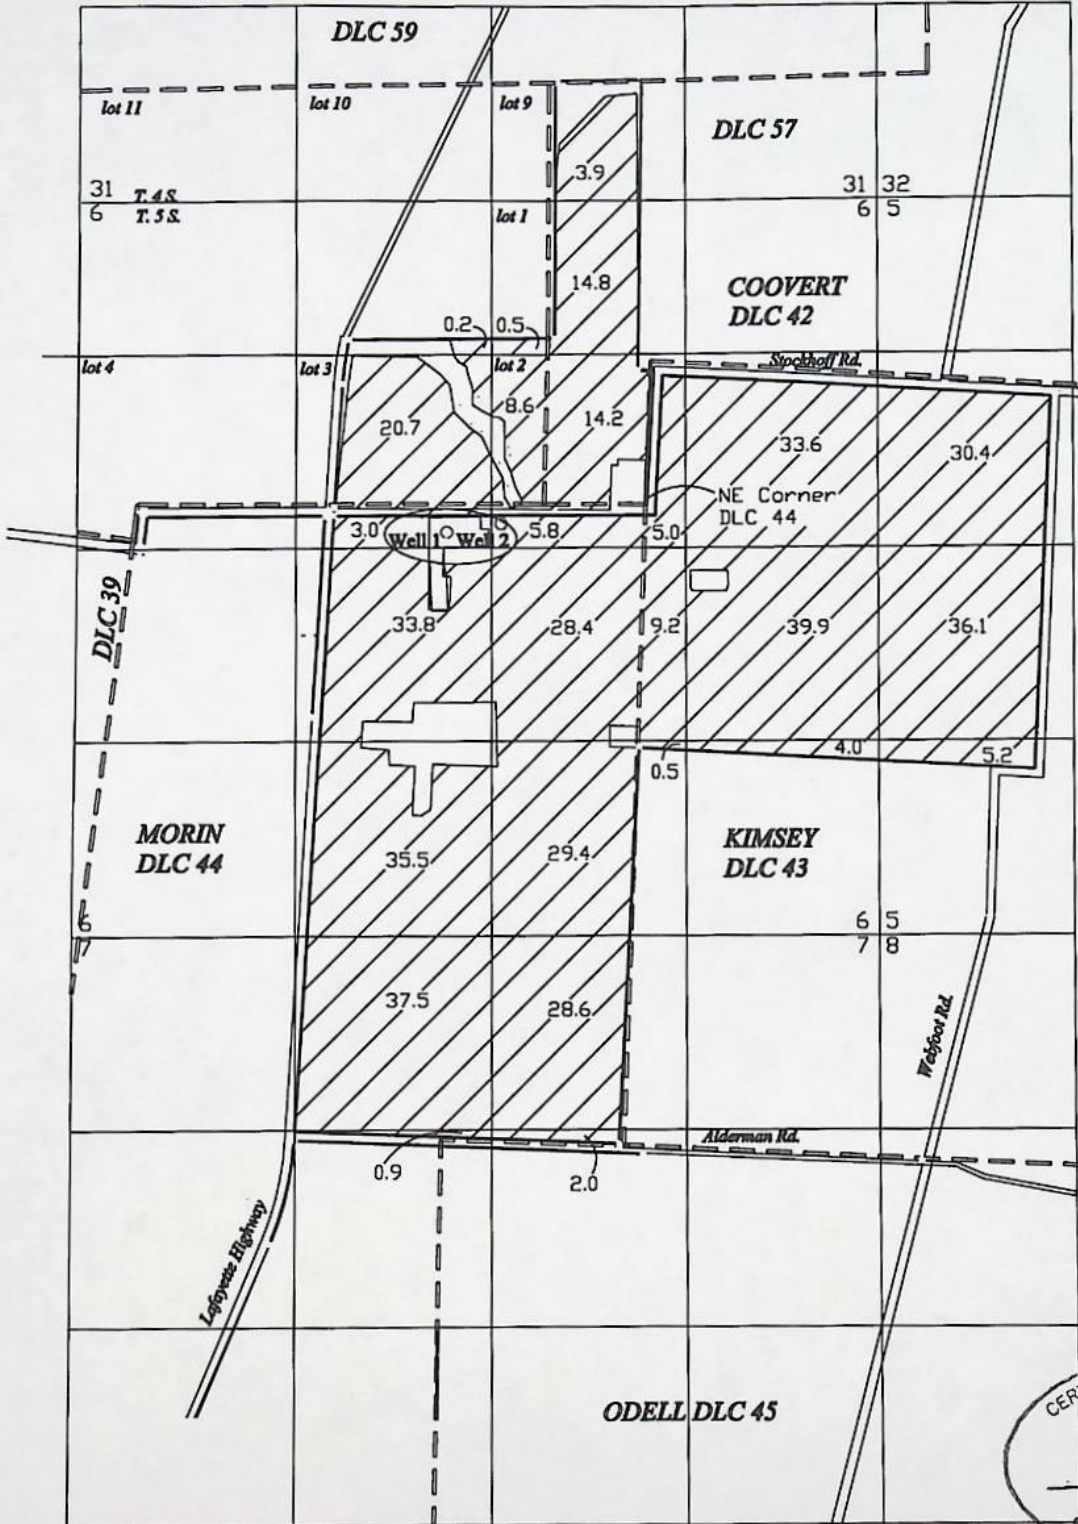 DLC 59
lot 11
lot 10
lot 9
DLC 57
3.9
31 T. 4 S.
6 T. 5 S.
31 32
6 5
lot 1
14.8
COOVERT
DLC 42
0.2
0.5
Stockhoff Rd.
lot 4
lot 3
lot 2
8.6
14.2
20.7
33.6
30.4
NE Corner
DLC 44
3.0
5.8
5.0
Well 1
Well 2
DLC 39
33.8
28.4
9.2
39.9
36.1
4.0
5.2
0.5
MORIN
DLC 44
KIMSEY
DLC 43
35.5
29.4
6
7
6 5
7 8
37.5
28.6
Webfoot Rd.
Alderman Rd.
0.9
2.0
Lafayette Highway
ODELL DLC 45